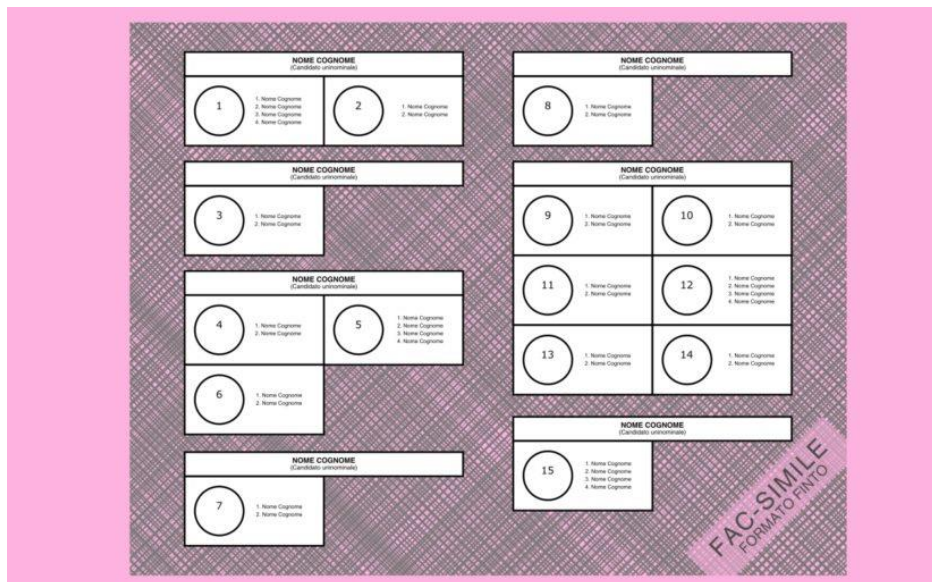 NOME COGNOME
(Candidato uninominale)
1
1. Nome Cognome
2. Nome Cognome
3. Nome Cognome
4. Nome Cognome
2
1. Nome Cognome
2. Nome Cognome
NOME COGNOME
(Candidato uninominale)
3
1. Nome Cognome
2. Nome Cognome
NOME COGNOME
(Candidato uninominale)
4
1. Nome Cognome
2. Nome Cognome
5
1. Nome Cognome
2. Nome Cognome
3. Nome Cognome
4. Nome Cognome
6
1. Nome Cognome
2. Nome Cognome
NOME COGNOME
(Candidato uninominale)
7
1. Nome Cognome
2. Nome Cognome
NOME COGNOME
(Candidato uninominale)
8
1. Nome Cognome
2. Nome Cognome
NOME COGNOME
(Candidato uninominale)
9
1. Nome Cognome
2. Nome Cognome
10
1. Nome Cognome
2. Nome Cognome
11
1. Nome Cognome
2. Nome Cognome
12
1. Nome Cognome
2. Nome Cognome
3. Nome Cognome
4. Nome Cognome
13
1. Nome Cognome
2. Nome Cognome
14
1. Nome Cognome
2. Nome Cognome
NOME COGNOME
(Candidato uninominale)
15
1. Nome Cognome
2. Nome Cognome
3. Nome Cognome
4. Nome Cognome
FAC-SIMILE
FORMATO FINTO